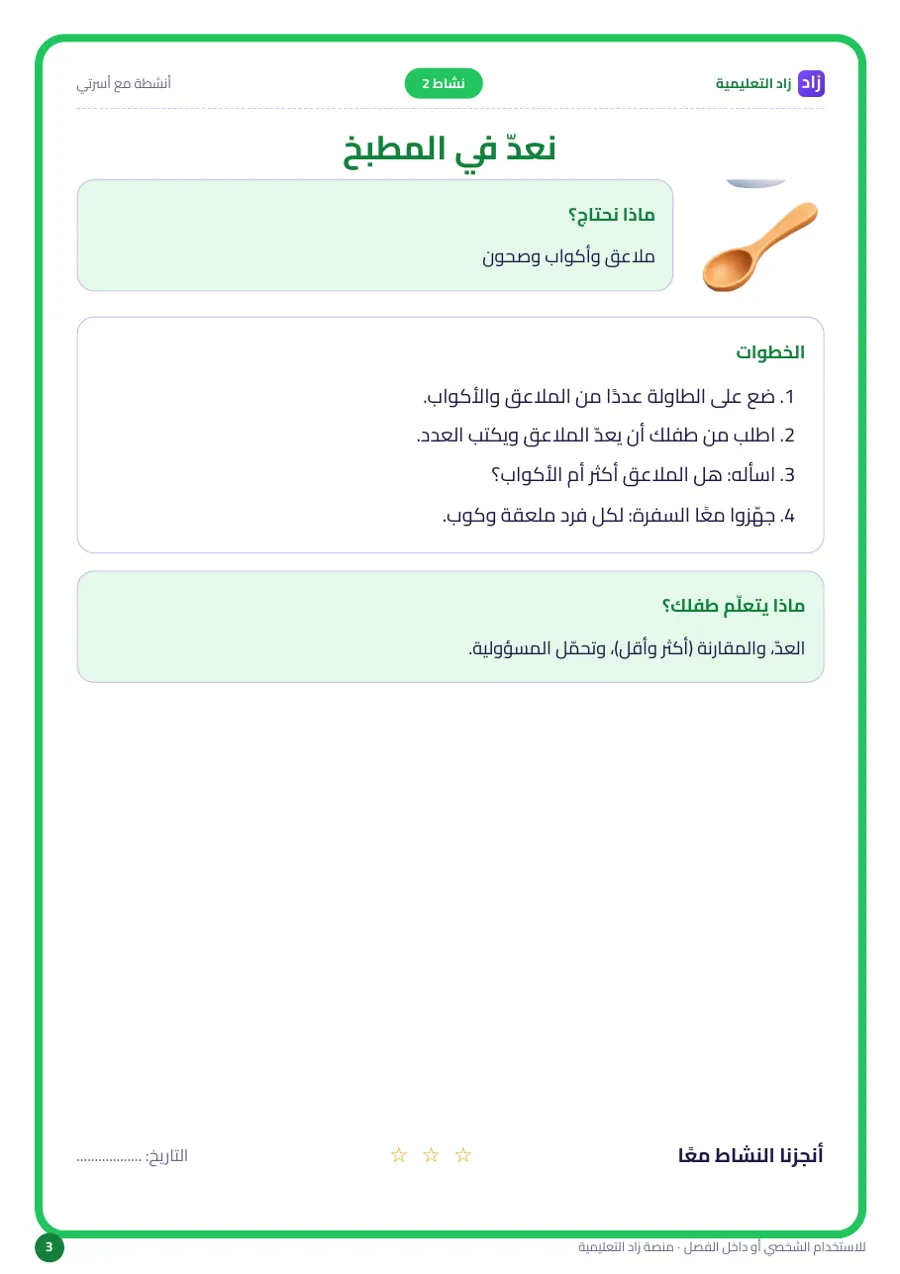 زاد زاد التعليمية
نشاط 2
أنشطة مع أسرتي
نعدّ في المطبخ
ماذا نحتاج؟
ملاعق وأكواب وصحون
الخطوات
1. ضع على الطاولة عددًا من الملاعق والأكواب.
2. اطلب من طفلك أن يعدّ الملاعق ويكتب العدد.
3. اسأله: هل الملاعق أكثر أم الأكواب؟
4. جهّزوا معًا السفرة: لكل فرد ملعقة وكوب.
ماذا يتعلّم طفلك؟
العدّ، والمقارنة (أكثر وأقل)، وتحمّل المسؤولية.
أنجزنا النشاط معًا
☆ ☆ ☆
التاريخ: ..................
للاستخدام الشخصي أو داخل الفصل · منصة زاد التعليمية
3